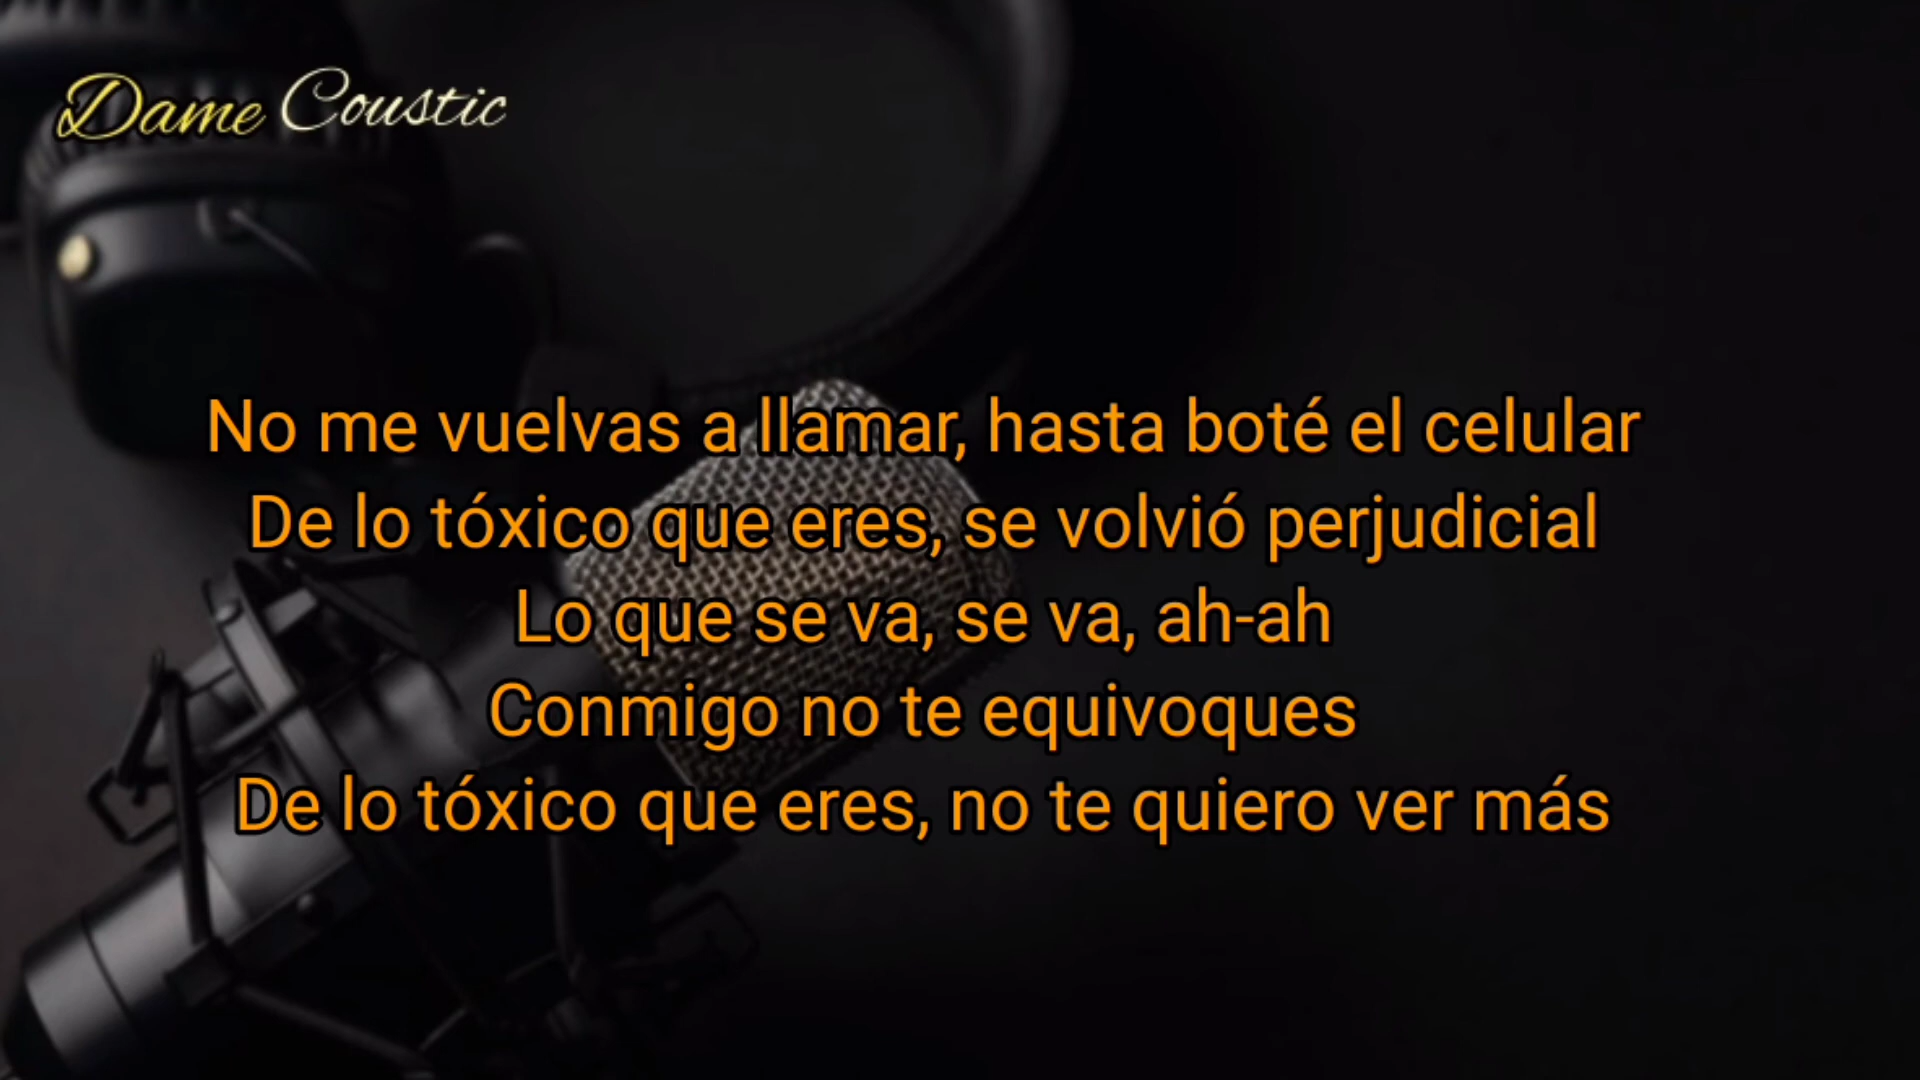 Dame Coustic
No me vuelvas a llamar, hasta boté el celular
De lo tóxico que eres, se volvió perjudicial
Lo que se va, se va, ah-ah
Conmigo no te equivoques
De lo tóxico que eres, no te quiero ver más